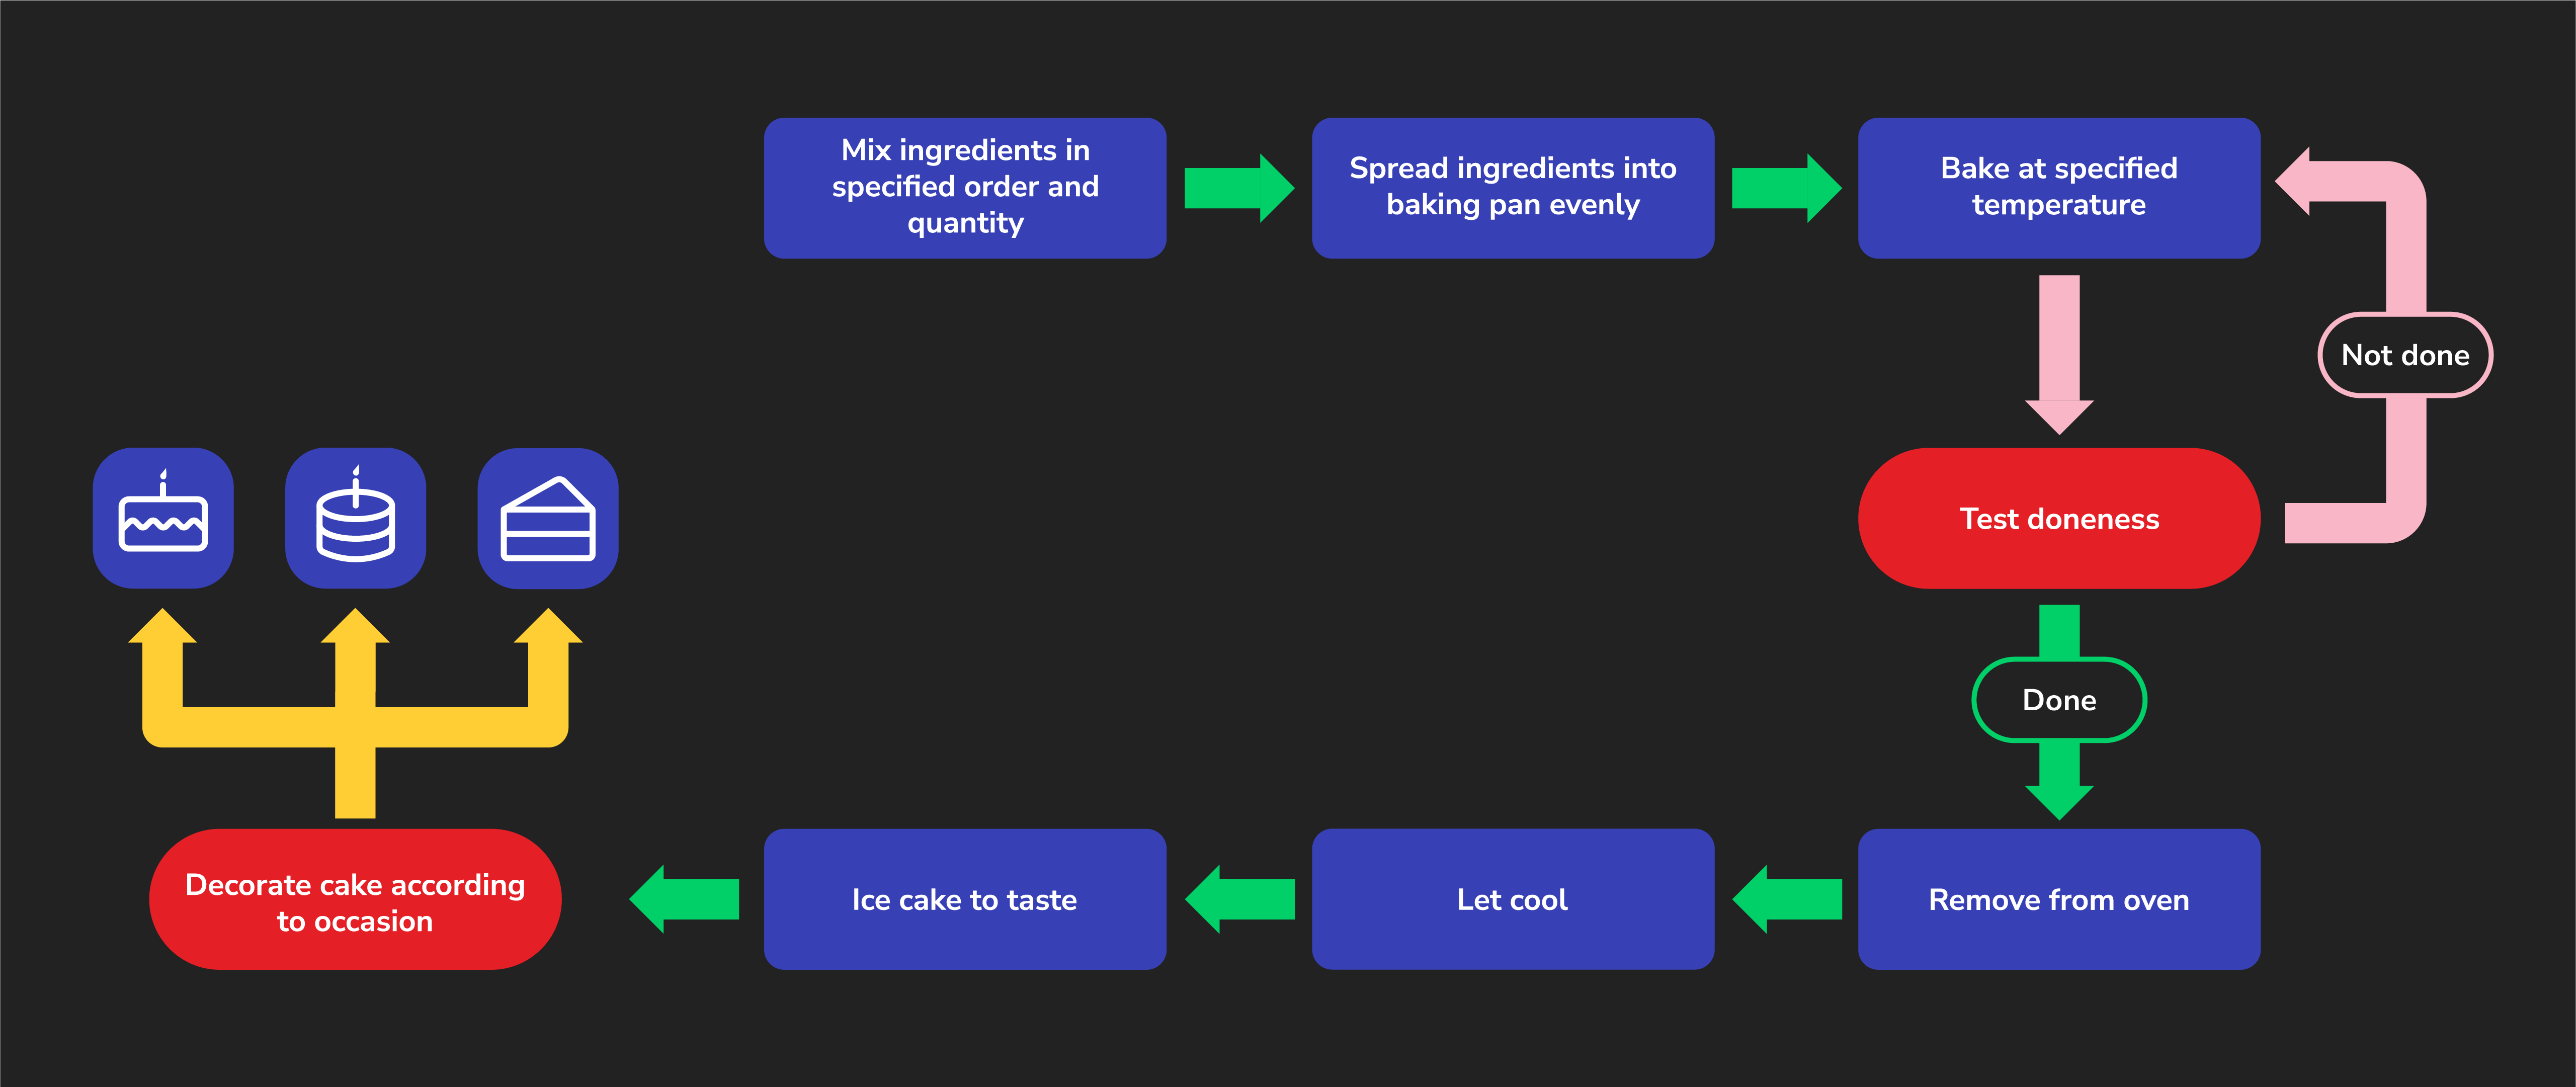 Mix ingredients in
specified order and
quantity
Spread ingredients into
baking pan evenly
Bake at specified
temperature
Not done
Test doneness
Done
Remove from oven
Let cool
Ice cake to taste
Decorate cake according
to occasion